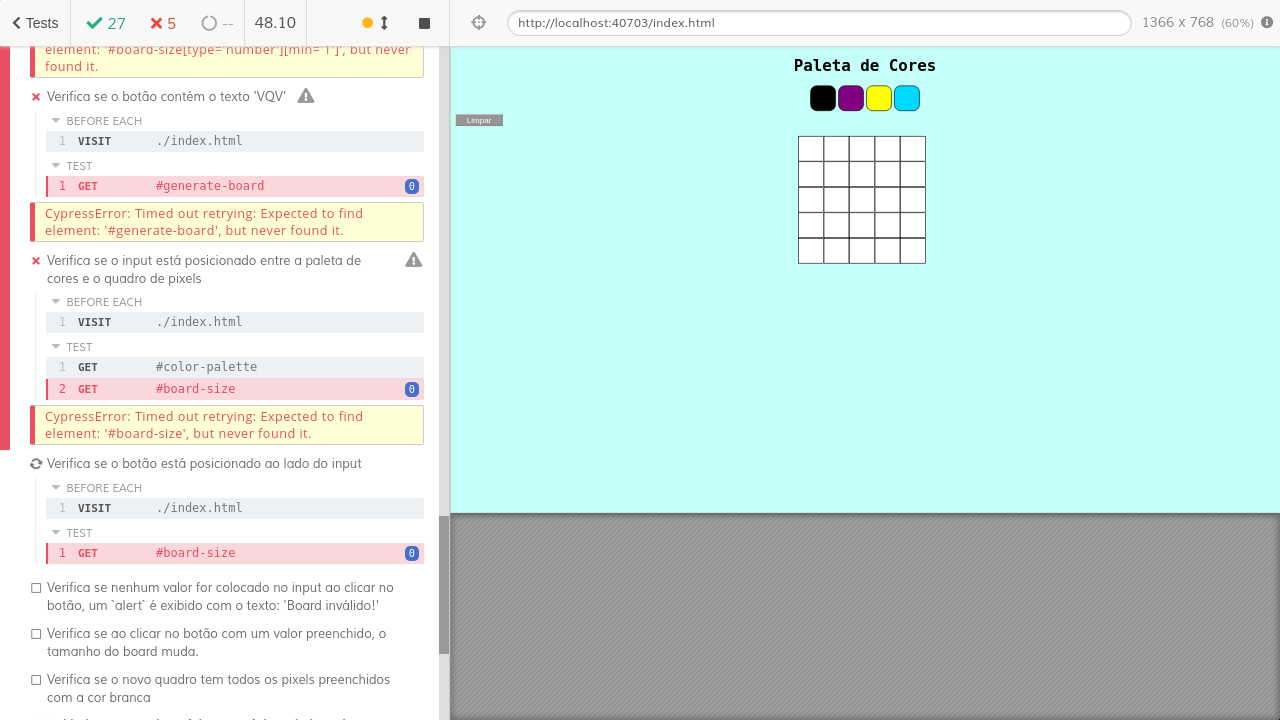 Tests
27
5
--
48.10
http://localhost:40703/index.html
1366 x 768 (60%)
element: '#board-size[type='number'][min='1']', but never
found it.
Verifica se o botão contém o texto 'VQV'
BEFORE EACH
1 VISIT ./index.html
TEST
1 GET #generate-board 0
CypressError: Timed out retrying: Expected to find
element: '#generate-board', but never found it.
Verifica se o input está posicionado entre a paleta de
cores e o quadro de pixels
BEFORE EACH
1 VISIT ./index.html
TEST
1 GET #color-palette
2 GET #board-size 0
CypressError: Timed out retrying: Expected to find
element: '#board-size', but never found it.
Verifica se o botão está posicionado ao lado do input
BEFORE EACH
1 VISIT ./index.html
TEST
1 GET #board-size 0
Verifica se nenhum valor for colocado no input ao clicar no
botão, um `alert` é exibido com o texto: 'Board inválido!'
Verifica se ao clicar no botão com um valor preenchido, o
tamanho do board muda.
Verifica se o novo quadro tem todos os pixels preenchidos
com a cor branca
Paleta de Cores
Limpar